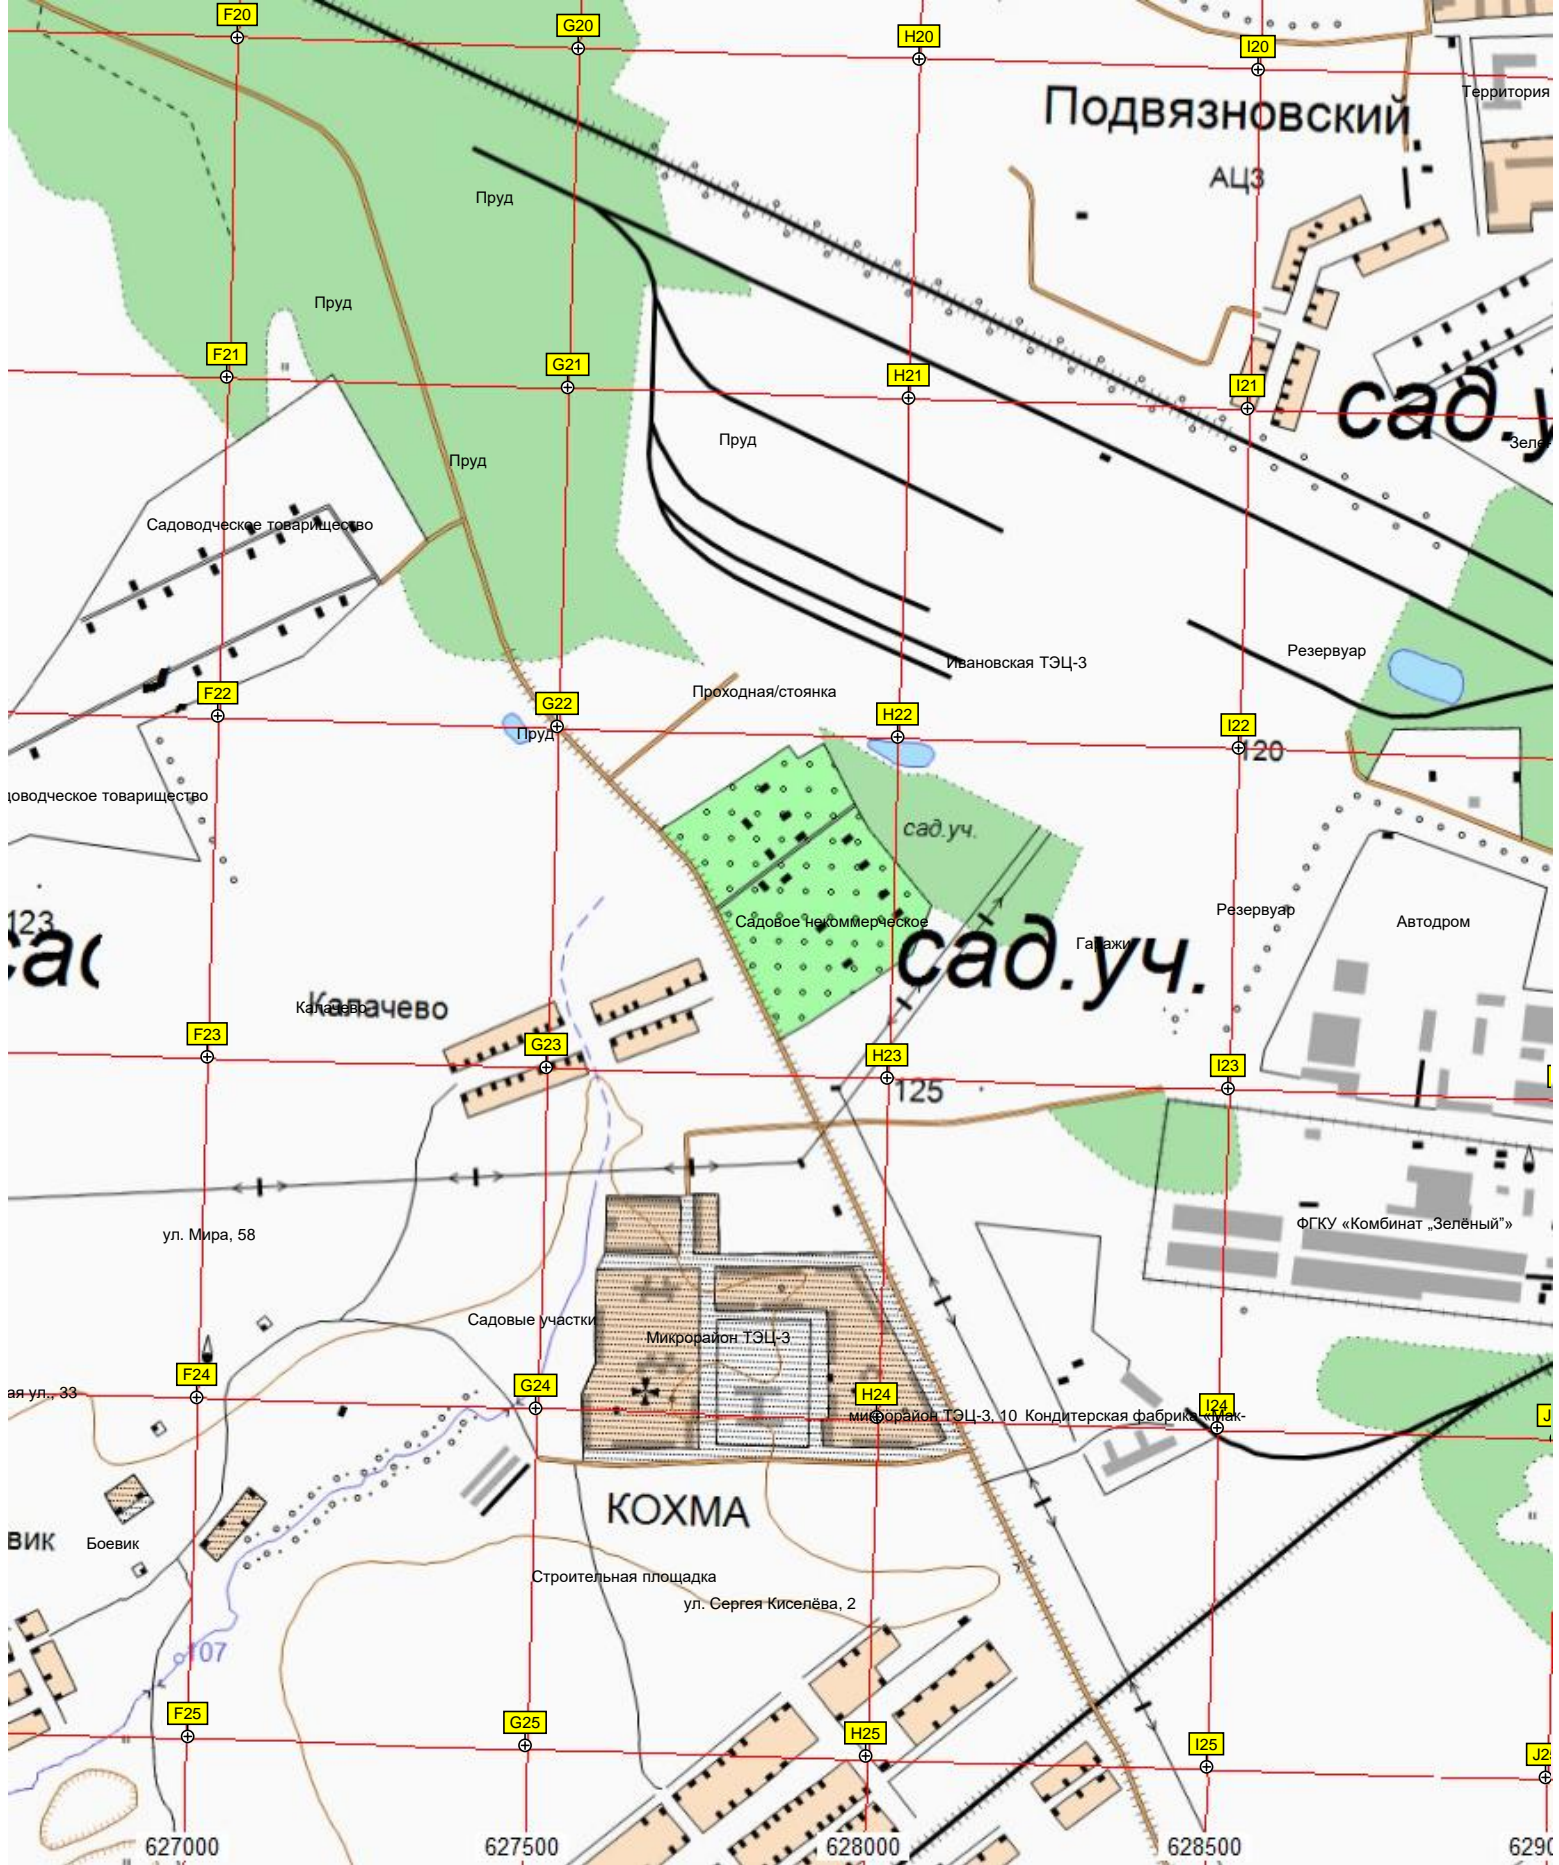 F20
G20
H20
I20
Территория
Подвязновский
АЦЗ
Пруд
Пруд
F21
G21
H21
I21
сад.у
Пруд
Пруд
Садоводческое товарищество
Резервуар
Ивановская ТЭЦ-3
Проходная/стоянка
F22
G22
H22
I22
Пруд
120
доводческое товарищество
сад.уч.
123
Садовое некоммерческое
Резервуар
Автодром
Гаражи
сад.уч.
Калачево
Калачево
F23
G23
H23
I23
125
ул. Мира, 58
ФГКУ «Комбинат „Зелёный"»
Садовые участки
Микрорайон ТЭЦ-3
F24
G24
H24
I24
ая ул., 33
микрорайон ТЭЦ-3, 10
Кондитерская фабрика «Мак-
J
КОХМА
вик
Боевик
Строительная площадка
ул. Сергея Киселёва, 2
107
F25
G25
H25
I25
J2
627000
627500
628000
628500
6290